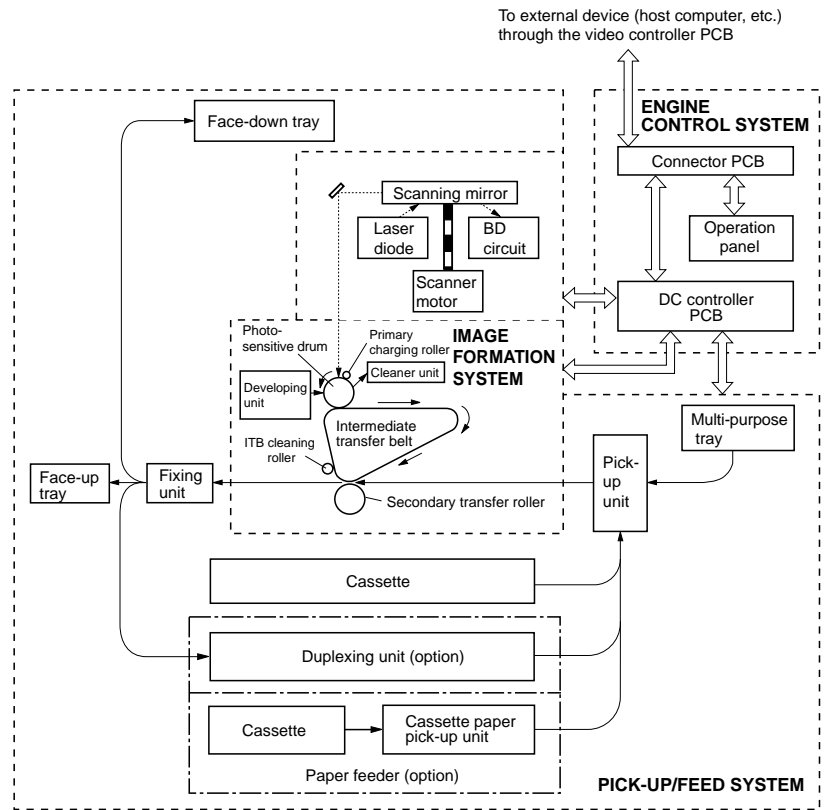 To external device (host computer, etc.)
through the video controller PCB
ENGINE
CONTROL SYSTEM
Face-down tray
Connector PCB
Scanning mirror
Laser
diode
BD
circuit
Operation
panel
Scanner
motor
DC controller
PCB
Photo-
sensitive drum
Primary
charging roller
IMAGE
FORMATION
SYSTEM
Cleaner unit
Developing
unit
Intermediate
transfer belt
Multi-purpose
tray
ITB cleaning
roller
Face-up
tray
Fixing
unit
Pick-
up
unit
Secondary transfer roller
Cassette
Duplexing unit (option)
Cassette
Cassette paper
pick-up unit
Paper feeder (option)
PICK-UP/FEED SYSTEM